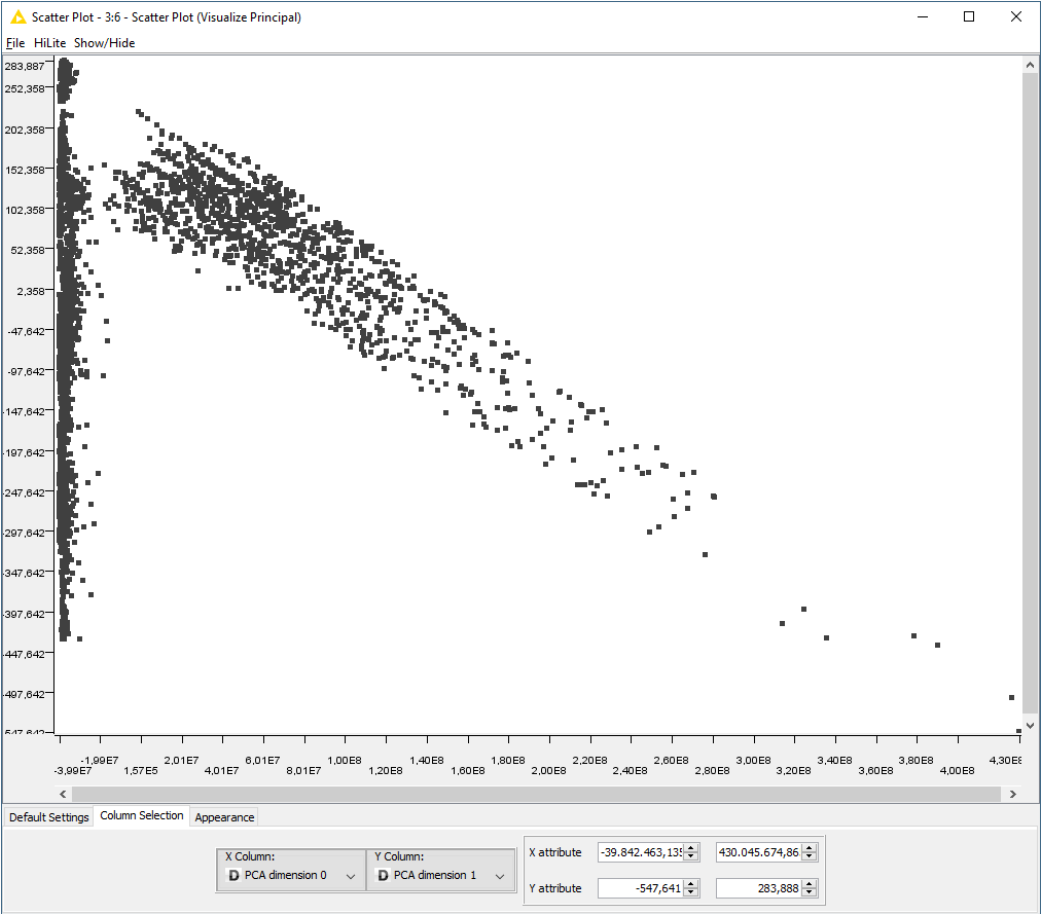 Scatter Plot - 3:6 - Scatter Plot (Visualize Principal)
File HiLite Show/Hide
283,887
252,358
202,358
152,358
102,358
52,358
2,358
-47,642
-97,642
-147,642
-197,642
-247,642
-297,642
-347,642
-397,642
-447,642
-497,642
-547,642
-1,99E7 2,01E7 6,01E7 1,00E8 1,40E8 1,80E8 2,20E8 2,60E8 3,00E8 3,40E8 3,80E8 4,30E8
-3,99E7 1,57E5 4,01E7 8,01E7 1,20E8 1,60E8 2,00E8 2,40E8 2,80E8 3,20E8 3,60E8 4,00E8
Default Settings Column Selection Appearance
X Column: Y Column:
D PCA dimension 0 D PCA dimension 1
X attribute -39.842.463,135 430.045.674,86
Y attribute -547,641 283,888